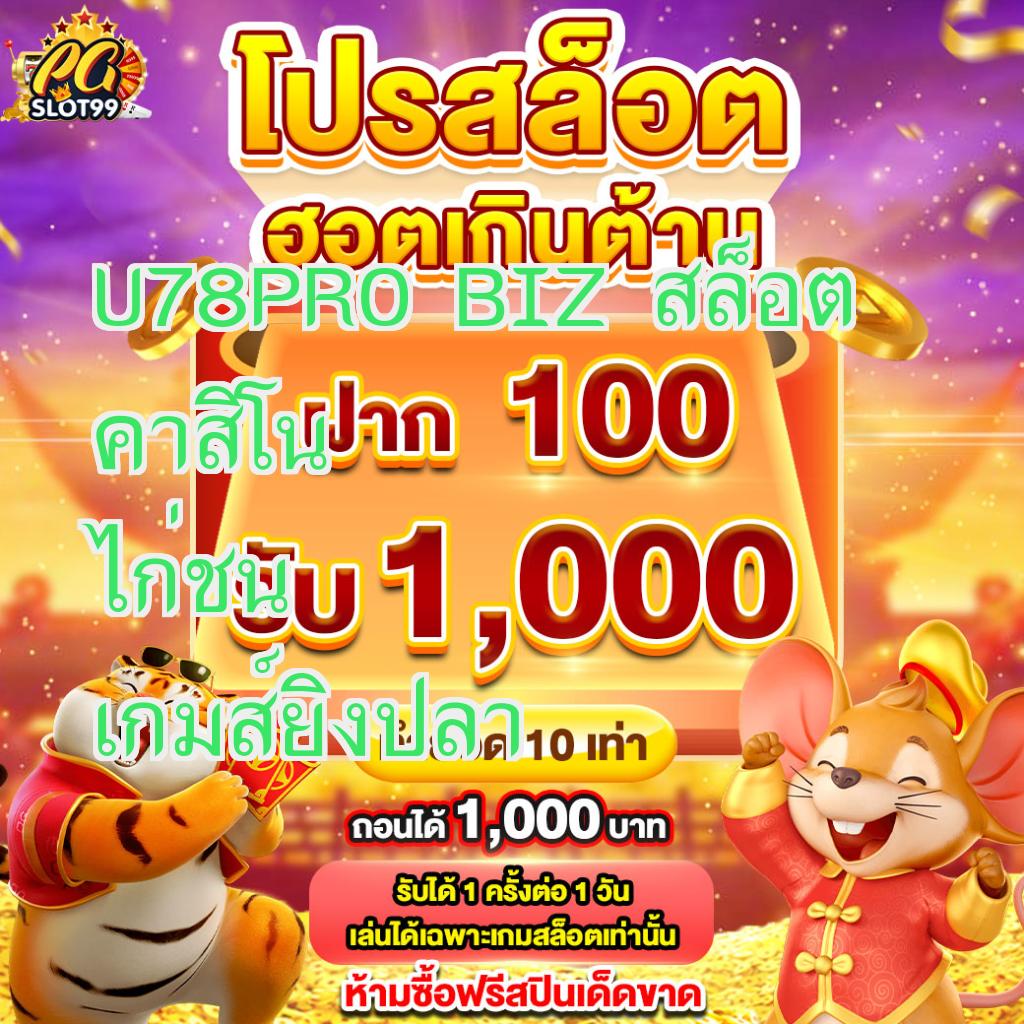 PG
SLOT99
โปรสล็อต
ฮอตเกินต้าน
U78PRO BIZ สล็อต
ฝาก 100
คาสิโน
ไก่ชน
รับ 1,000
เกมส์ยิงปลา
10 เท่า
ถอนได้ 1,000 บาท
รับได้ 1 ครั้งต่อ 1 วัน
เล่นได้เฉพาะเกมสล็อตเท่านั้น
ห้ามซื้อฟรีสปินเด็ดขาด